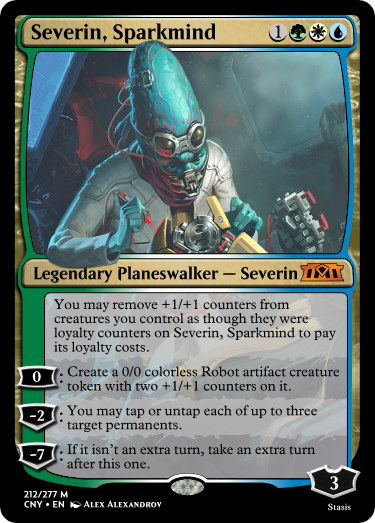 Severin, Sparkmind 1
Legendary Planeswalker — Severin
You may remove +1/+1 counters from
creatures you control as though they were
loyalty counters on Severin, Sparkmind to
pay its loyalty costs.
0: Create a 0/0 colorless Robot artifact creature
token with two +1/+1 counters on it.
-2: You may tap or untap each of up to three
target permanents.
-7: If it isn't an extra turn, take an extra turn
after this one.
3
212/277 M
CNY • EN Alex Alexandrov
Stasis